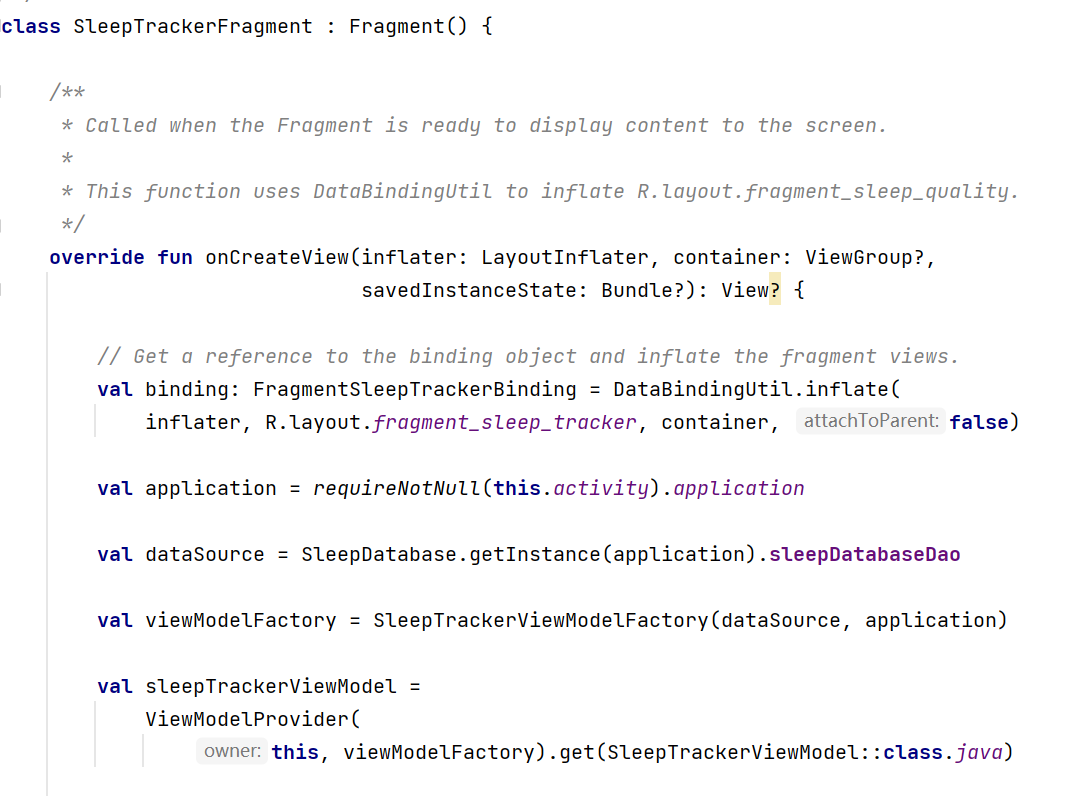 class SleepTrackerFragment : Fragment() {
/**
* Called when the Fragment is ready to display content to the screen.
*
* This function uses DataBindingUtil to inflate R.layout.fragment_sleep_quality.
*/
override fun onCreateView(inflater: LayoutInflater, container: ViewGroup?,
savedInstanceState: Bundle?): View? {
// Get a reference to the binding object and inflate the fragment views.
val binding: FragmentSleepTrackerBinding = DataBindingUtil.inflate(
inflater, R.layout.fragment_sleep_tracker, container, attachToParent: false)
val application = requireNotNull(this.activity).application
val dataSource = SleepDatabase.getInstance(application).sleepDatabaseDao
val viewModelFactory = SleepTrackerViewModelFactory(dataSource, application)
val sleepTrackerViewModel =
ViewModelProvider(
owner: this, viewModelFactory).get(SleepTrackerViewModel::class.java)